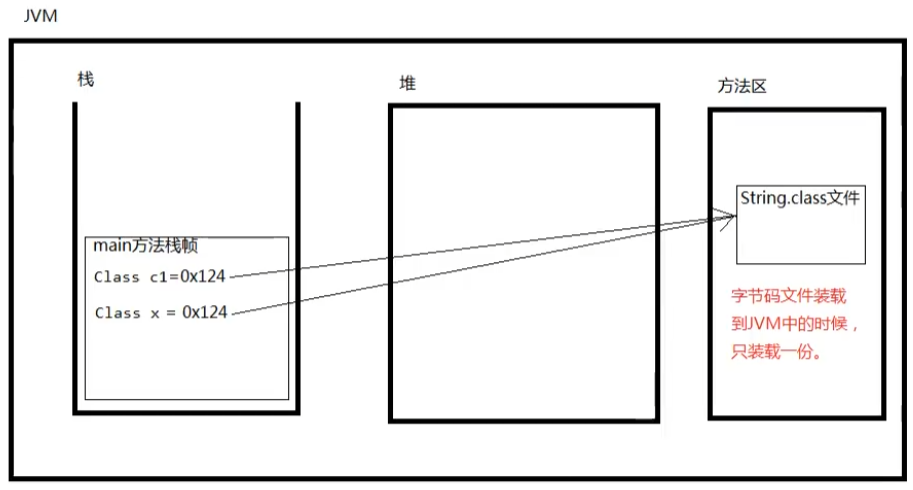 JVM
栈
堆
方法区
String.class文件
main方法栈帧
Class c1=0x124
Class x = 0x124
字节码文件装载
到JVM中的时候，
只装载一份。